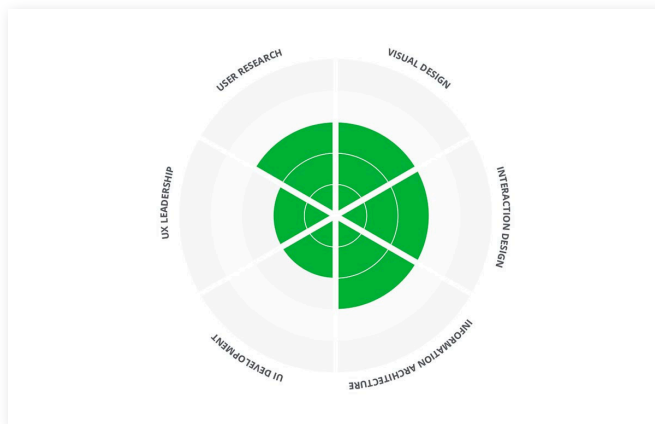 USER RESEARCH
VISUAL DESIGN
UX LEADERSHIP
INTERACTION DESIGN
UI DEVELOPMENT
INFORMATION ARCHITECTURE